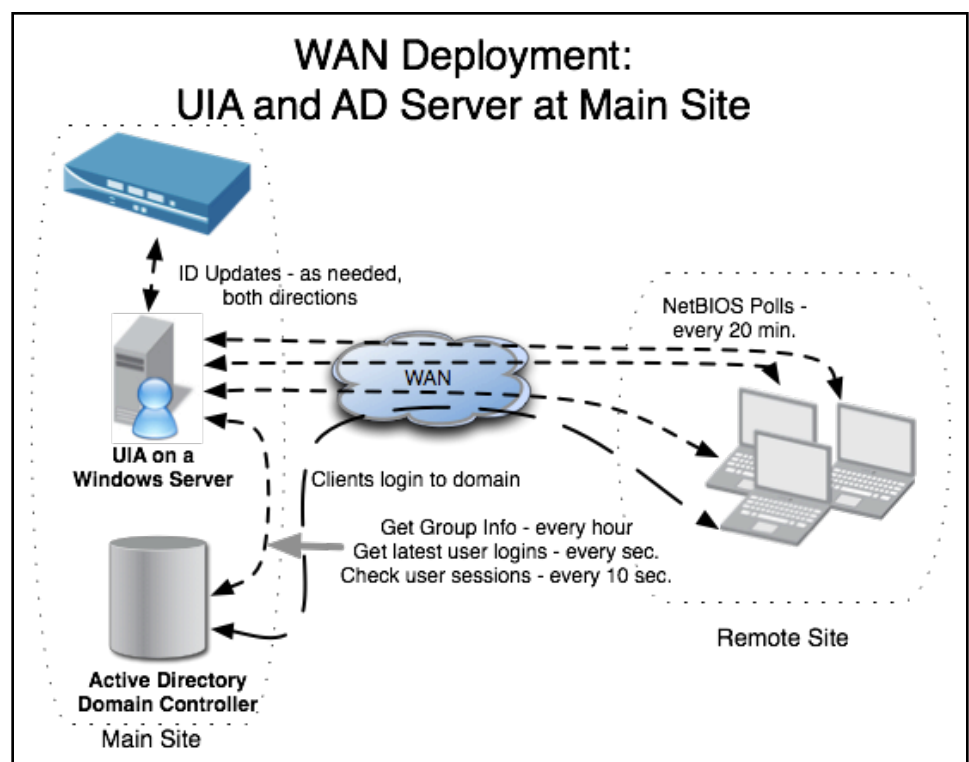 WAN Deployment:
UIA and AD Server at Main Site
ID Updates - as needed,
both directions
NetBIOS Polls -
every 20 min.
WAN
UIA on a
Windows Server
Clients login to domain
Get Group Info - every hour
Get latest user logins - every sec.
Check user sessions - every 10 sec.
Remote Site
Active Directory
Domain Controller
Main Site